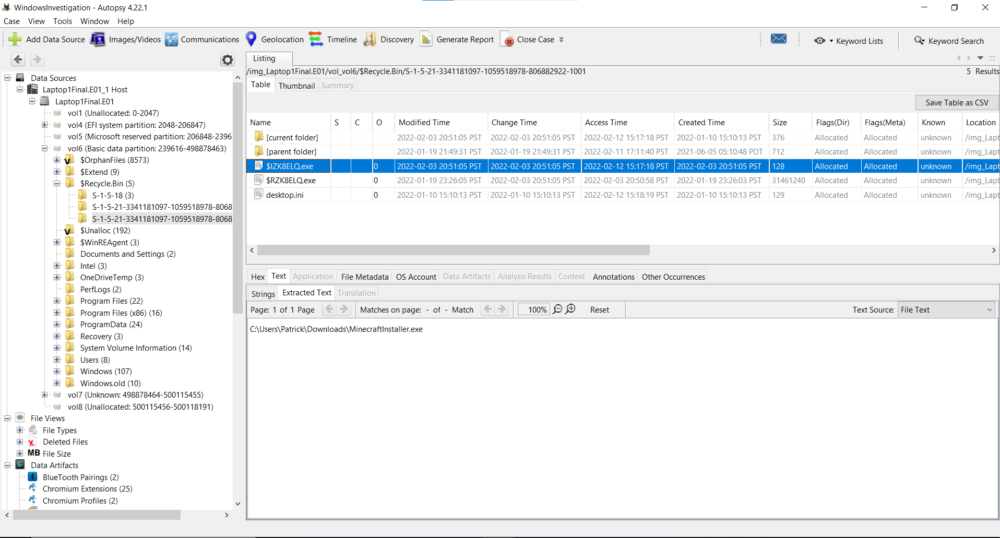 WindowsInvestigation - Autopsy 4.22.1
Case View Tools Window Help
Add Data Source Images/Videos Communications Geolocation Timeline Discovery Generate Report Close Case Keyword Lists Keyword Search
Listing
/img_Laptop1Final.E01/vol_vol6/$Recycle.Bin/S-1-5-21-3341181097-1059518978-806882922-1001 5 Results
Table Thumbnail Summary
Save Table as CSV
Name S C O Modified Time Change Time Access Time Created Time Size Flags(Dir) Flags(Meta) Known Location
[current folder] 2022-02-03 20:51:05 PST 2022-02-03 20:51:05 PST 2022-02-12 15:17:18 PST 2022-01-10 15:10:13 PST 376 Allocated Allocated unknown /img_Lapt
[parent folder] 2022-01-19 21:49:31 PST 2022-01-19 21:49:31 PST 2022-02-11 17:11:40 PST 2021-06-05 05:10:48 PDT 712 Allocated Allocated unknown /img_Lapt
$IZK8ELQ.exe 0 2022-02-03 20:51:05 PST 2022-02-03 20:51:05 PST 2022-02-12 15:17:18 PST 2022-02-03 20:51:05 PST 128 Allocated Allocated unknown /img_Lapt
$RZK8ELQ.exe 0 2022-01-19 23:26:05 PST 2022-02-03 20:51:05 PST 2022-02-03 20:50:58 PST 2022-01-19 23:26:03 PST 31461240 Allocated Allocated unknown /img_Lapt
desktop.ini 0 2022-01-10 15:10:13 PST 2022-01-10 15:10:13 PST 2022-02-12 15:18:19 PST 2022-01-10 15:10:13 PST 129 Allocated Allocated unknown /img_Lapt
Data Sources
Laptop1Final.E01_1 Host
Laptop1Final.E01
vol1 (Unallocated: 0-2047)
vol4 (EFI system partition: 2048-206847)
vol5 (Microsoft reserved partition: 206848-2396
vol6 (Basic data partition: 239616-498878463)
$OrphanFiles (8573)
$Extend (9)
$Recycle.Bin (5)
S-1-5-18 (3)
S-1-5-21-3341181097-1059518978-8068
S-1-5-21-3341181097-1059518978-8068
$Unalloc (192)
$WinREAgent (3)
Documents and Settings (2)
Intel (3)
OneDriveTemp (3)
PerfLogs (2)
Program Files (22)
Program Files (x86) (16)
ProgramData (24)
Recovery (3)
System Volume Information (14)
Users (8)
Windows (107)
Windows.old (10)
vol7 (Unknown: 498878464-500115455)
vol8 (Unallocated: 500115456-500118191)
File Views
File Types
Deleted Files
MB File Size
Data Artifacts
BlueTooth Pairings (2)
Chromium Extensions (25)
Chromium Profiles (2)
Hex Text Application File Metadata OS Account Data Artifacts Analysis Results Context Annotations Other Occurrences
Strings Extracted Text Translation
Page: 1 of 1 Page Matches on page: - of - Match 100% Reset Text Source: File Text
C:\Users\Patrick\Downloads\MinecraftInstaller.exe